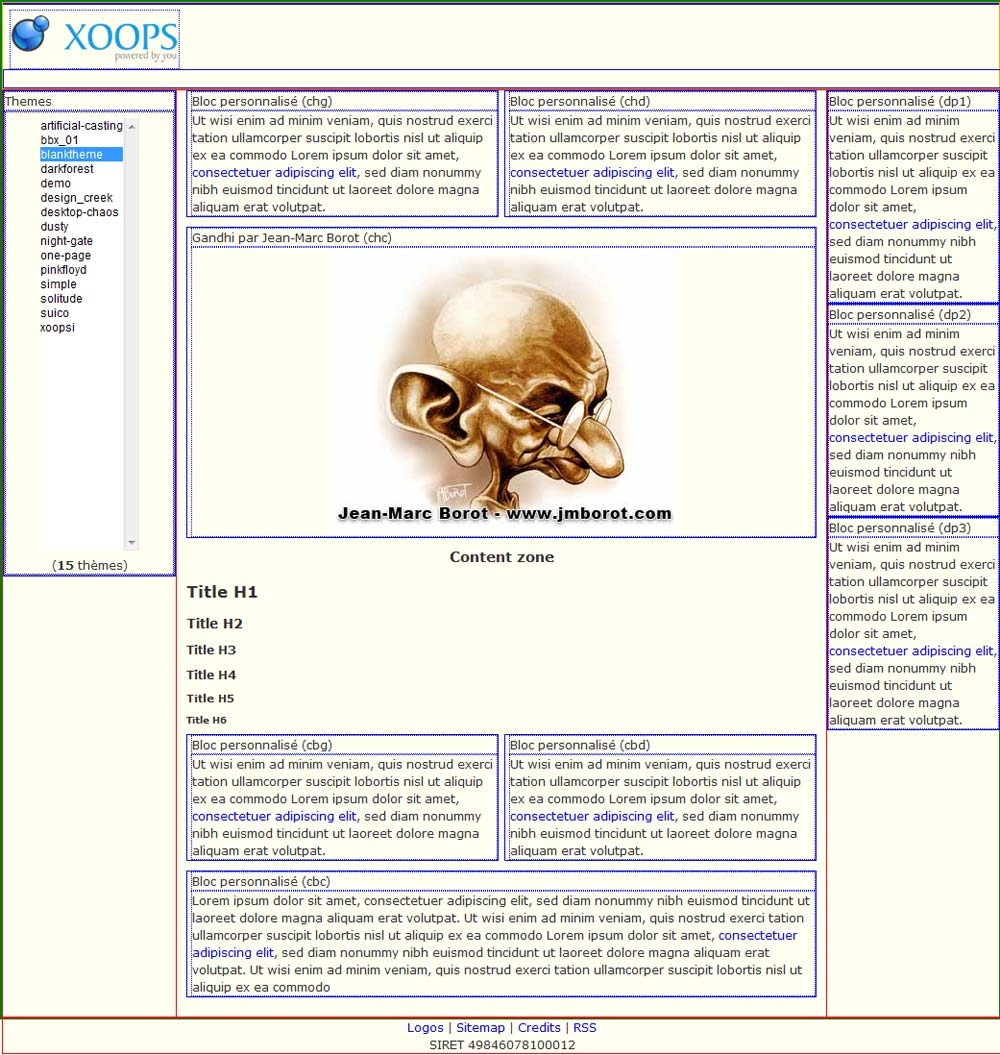 XOOPS
powered by you
Themes
artificial-casting
bbx_01
blanktheme
darkforest
demo
design_creek
desktop-chaos
dusty
night-gate
one-page
pinkfloyd
simple
solitude
suico
xoopsi
(15 thèmes)
Bloc personnalisé (chg)
Ut wisi enim ad minim veniam, quis nostrud exerci
tation ullamcorper suscipit lobortis nisl ut aliquip
ex ea commodo Lorem ipsum dolor sit amet,
consectetuer adipiscing elit, sed diam nonummy
nibh euismod tincidunt ut laoreet dolore magna
aliquam erat volutpat.
Bloc personnalisé (chd)
Ut wisi enim ad minim veniam, quis nostrud exerci
tation ullamcorper suscipit lobortis nisl ut aliquip
ex ea commodo Lorem ipsum dolor sit amet,
consectetuer adipiscing elit, sed diam nonummy
nibh euismod tincidunt ut laoreet dolore magna
aliquam erat volutpat.
Gandhi par Jean-Marc Borot (chc)
Jean-Marc Borot - www.jmborot.com
Content zone
Title H1
Title H2
Title H3
Title H4
Title H5
Title H6
Bloc personnalisé (cbg)
Ut wisi enim ad minim veniam, quis nostrud exerci
tation ullamcorper suscipit lobortis nisl ut aliquip
ex ea commodo Lorem ipsum dolor sit amet,
consectetuer adipiscing elit, sed diam nonummy
nibh euismod tincidunt ut laoreet dolore magna
aliquam erat volutpat.
Bloc personnalisé (cbd)
Ut wisi enim ad minim veniam, quis nostrud exerci
tation ullamcorper suscipit lobortis nisl ut aliquip
ex ea commodo Lorem ipsum dolor sit amet,
consectetuer adipiscing elit, sed diam nonummy
nibh euismod tincidunt ut laoreet dolore magna
aliquam erat volutpat.
Bloc personnalisé (cbc)
Lorem ipsum dolor sit amet, consectetuer adipiscing elit, sed diam nonummy nibh euismod tincidunt ut
laoreet dolore magna aliquam erat volutpat. Ut wisi enim ad minim veniam, quis nostrud exerci tation
ullamcorper suscipit lobortis nisl ut aliquip ex ea commodo Lorem ipsum dolor sit amet, consectetuer
adipiscing elit, sed diam nonummy nibh euismod tincidunt ut laoreet dolore magna aliquam erat
volutpat. Ut wisi enim ad minim veniam, quis nostrud exerci tation ullamcorper suscipit lobortis nisl ut
aliquip ex ea commodo
Bloc personnalisé (dp1)
Ut wisi enim ad minim
veniam, quis nostrud exerci
tation ullamcorper suscipit
lobortis nisl ut aliquip ex ea
commodo Lorem ipsum
dolor sit amet,
consectetuer adipiscing elit,
sed diam nonummy nibh
euismod tincidunt ut
laoreet dolore magna
aliquam erat volutpat.
Bloc personnalisé (dp2)
Ut wisi enim ad minim
veniam, quis nostrud exerci
tation ullamcorper suscipit
lobortis nisl ut aliquip ex ea
commodo Lorem ipsum
dolor sit amet,
consectetuer adipiscing elit,
sed diam nonummy nibh
euismod tincidunt ut
laoreet dolore magna
aliquam erat volutpat.
Bloc personnalisé (dp3)
Ut wisi enim ad minim
veniam, quis nostrud exerci
tation ullamcorper suscipit
lobortis nisl ut aliquip ex ea
commodo Lorem ipsum
dolor sit amet,
consectetuer adipiscing elit,
sed diam nonummy nibh
euismod tincidunt ut
laoreet dolore magna
aliquam erat volutpat.
Logos | Sitemap | Credits | RSS
SIRET 49846078100012